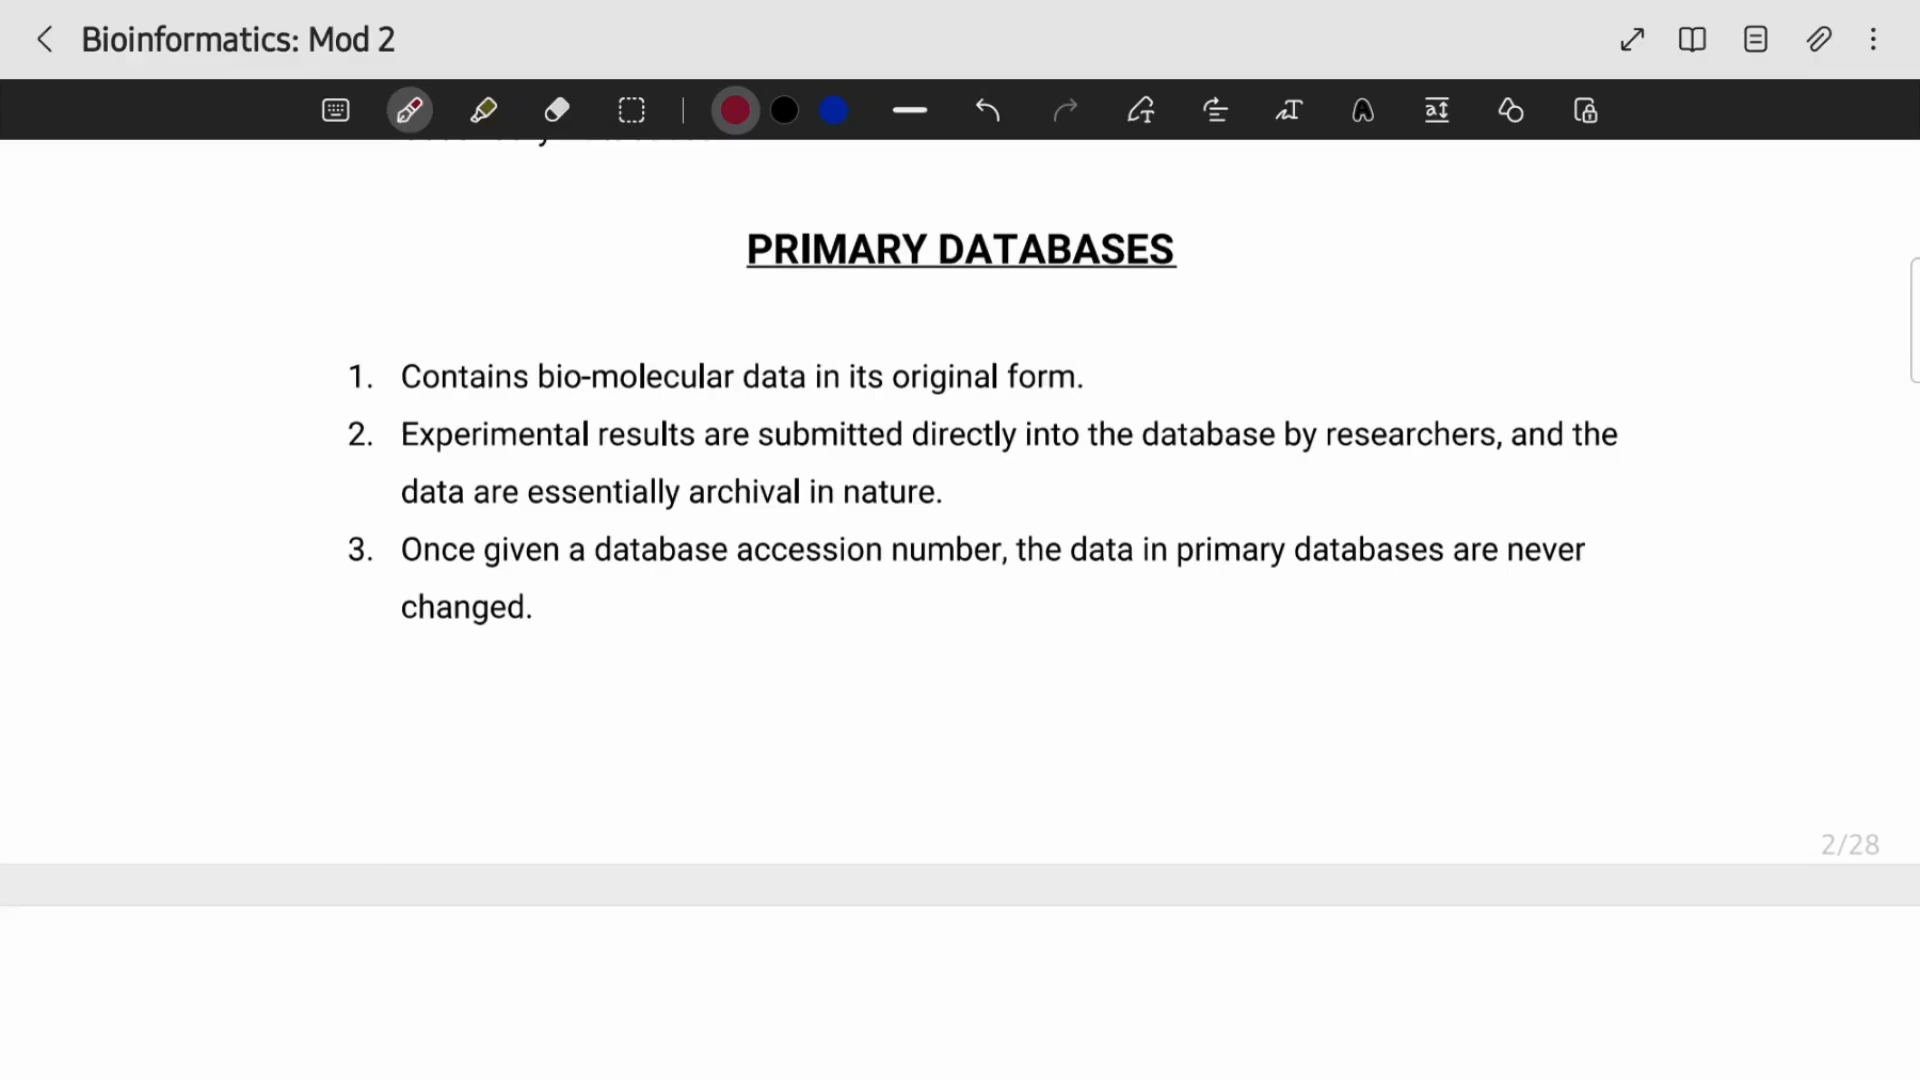 Bioinformatics: Mod 2
PRIMARY DATABASES
1. Contains bio-molecular data in its original form.
2. Experimental results are submitted directly into the database by researchers, and the
data are essentially archival in nature.
3. Once given a database accession number, the data in primary databases are never
changed.
2/28